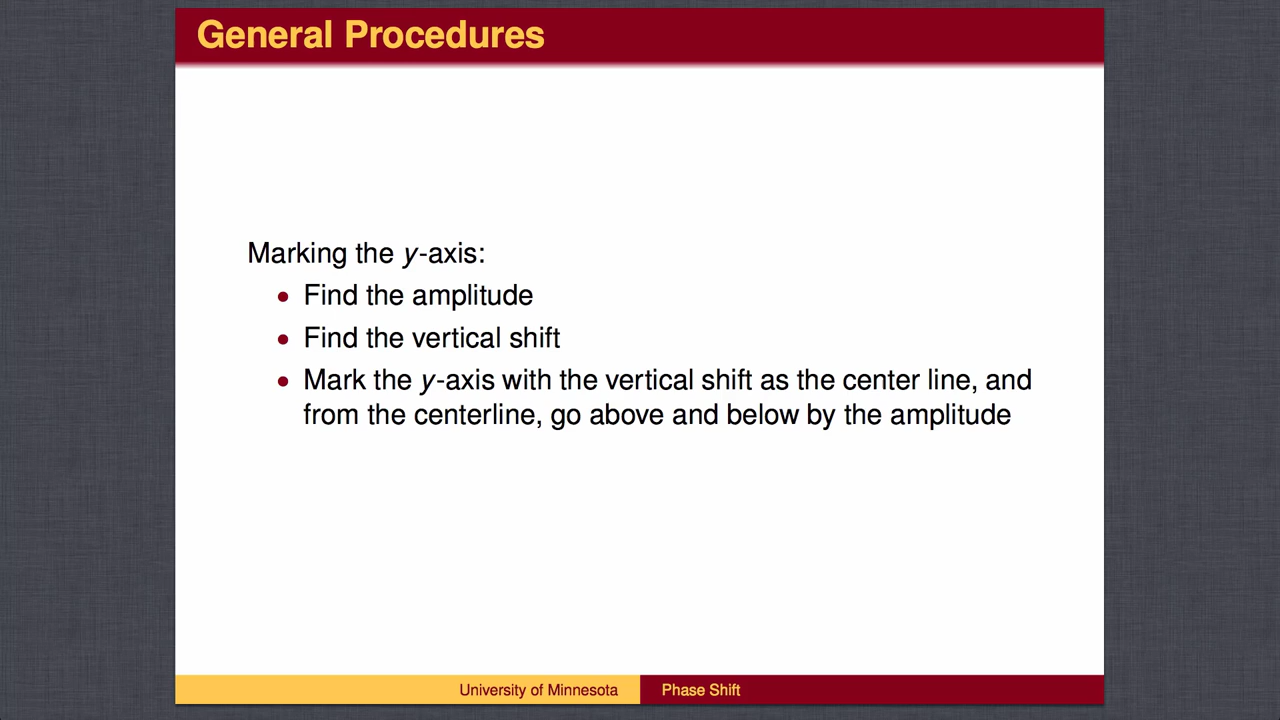 General Procedures
Marking the y-axis:
• Find the amplitude
• Find the vertical shift
• Mark the y-axis with the vertical shift as the center line, and
from the centerline, go above and below by the amplitude
University of Minnesota
Phase Shift